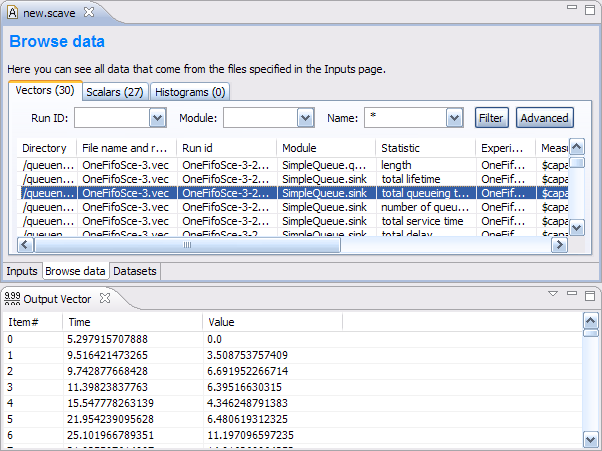 new.scave
Browse data
Here you can see all data that come from the files specified in the Inputs page.
Vectors (30) Scalars (27) Histograms (0)
Run ID: Module: Name: * Filter Advanced
Directory File name and r... Run id Module Statistic Experi... Measu
/queuen... OneFifoSce-3.vec OneFifoSce-3-2... SimpleQueue.q... length OneFif... $capa
/queuen... OneFifoSce-3.vec OneFifoSce-3-2... SimpleQueue.sink total lifetime OneFif... $capa
/queuen... OneFifoSce-3.vec OneFifoSce-3-2... SimpleQueue.sink total queueing t... OneFif... $capa
/queuen... OneFifoSce-3.vec OneFifoSce-3-2... SimpleQueue.sink number of queu... OneFif... $capa
/queuen... OneFifoSce-3.vec OneFifoSce-3-2... SimpleQueue.sink total service time OneFif... $capa
/queuen... OneFifoSce-3.vec OneFifoSce-3-2... SimpleQueue.sink total delay OneFif... $capa
Inputs Browse data Datasets
9.99 Output Vector
Item# Time Value
0 5.297915707888 0.0
1 9.516421473265 3.508753757409
2 9.742877668428 6.691952266714
3 11.39823837763 6.39516630315
4 15.547778263139 4.346248791383
5 21.954239095628 6.480619312325
6 25.101966789351 11.197096597235